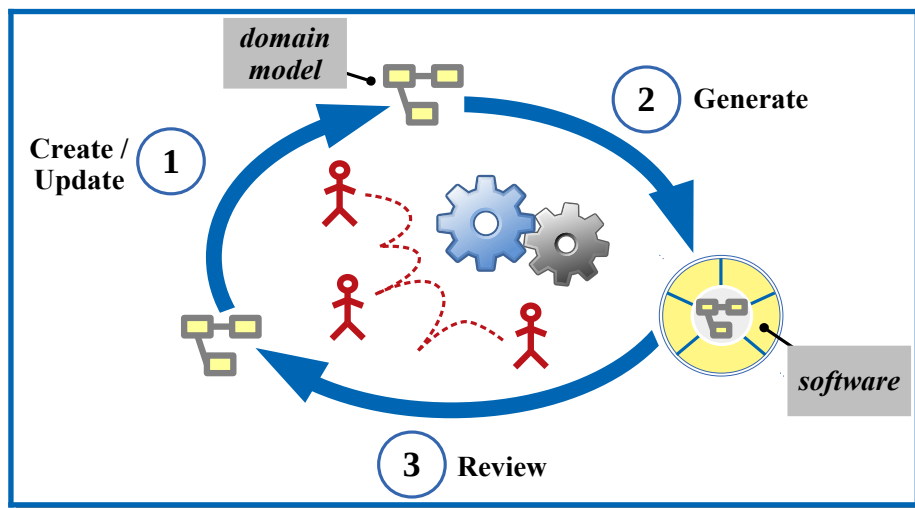 domain
model
2
Generate
Create /
Update
1
software
3
Review